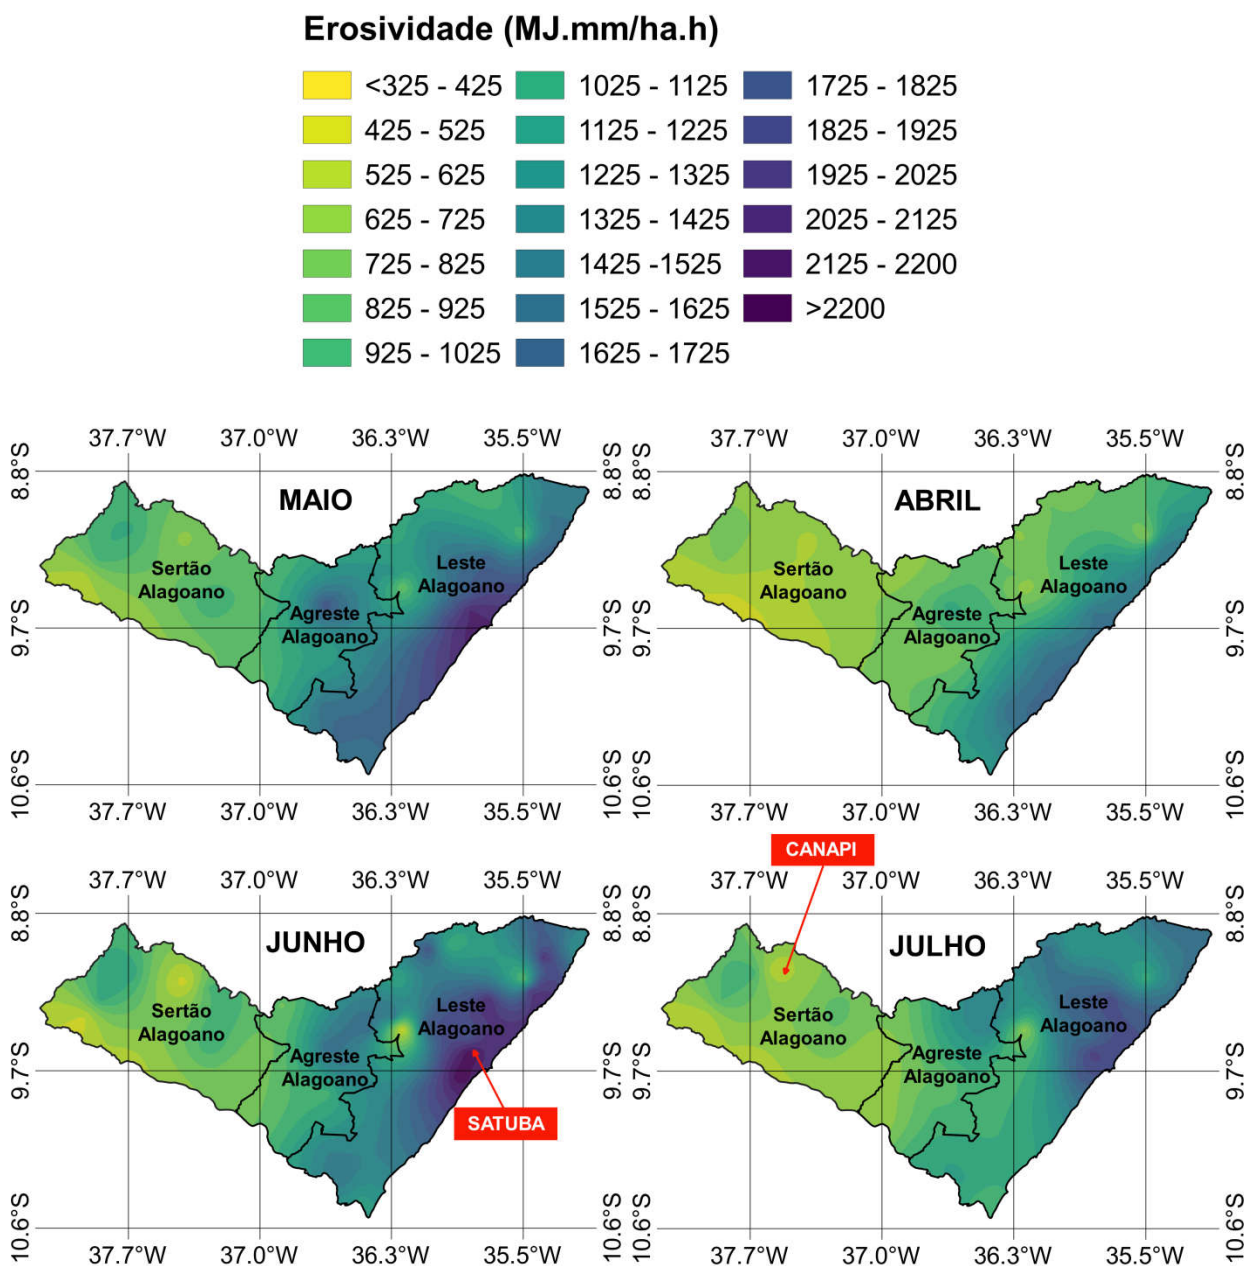 Erosividade (MJ.mm/ha.h)
<325 - 425
425 - 525
525 - 625
625 - 725
725 - 825
825 - 925
925 - 1025
1025 - 1125
1125 - 1225
1225 - 1325
1325 - 1425
1425 -1525
1525 - 1625
1625 - 1725
1725 - 1825
1825 - 1925
1925 - 2025
2025 - 2125
2125 - 2200
>2200
37.7°W 37.0°W 36.3°W 35.5°W
8.8°S 8.8°S
MAIO
Sertão
Alagoano
Agreste
Alagoano
Leste
Alagoano
9.7°S 9.7°S
10.6°S 10.6°S
37.7°W 37.0°W 36.3°W 35.5°W
37.7°W 37.0°W 36.3°W 35.5°W
8.8°S 8.8°S
ABRIL
Sertão
Alagoano
Agreste
Alagoano
Leste
Alagoano
9.7°S 9.7°S
10.6°S 10.6°S
37.7°W 37.0°W 36.3°W 35.5°W
37.7°W 37.0°W 36.3°W 35.5°W
8.8°S 8.8°S
JUNHO
Sertão
Alagoano
Agreste
Alagoano
Leste
Alagoano
9.7°S 9.7°S
SATUBA
10.6°S 10.6°S
37.7°W 37.0°W 36.3°W 35.5°W
CANAPI
37.7°W 37.0°W 36.3°W 35.5°W
8.8°S 8.8°S
JULHO
Sertão
Alagoano
Agreste
Alagoano
Leste
Alagoano
9.7°S 9.7°S
10.6°S 10.6°S
37.7°W 37.0°W 36.3°W 35.5°W